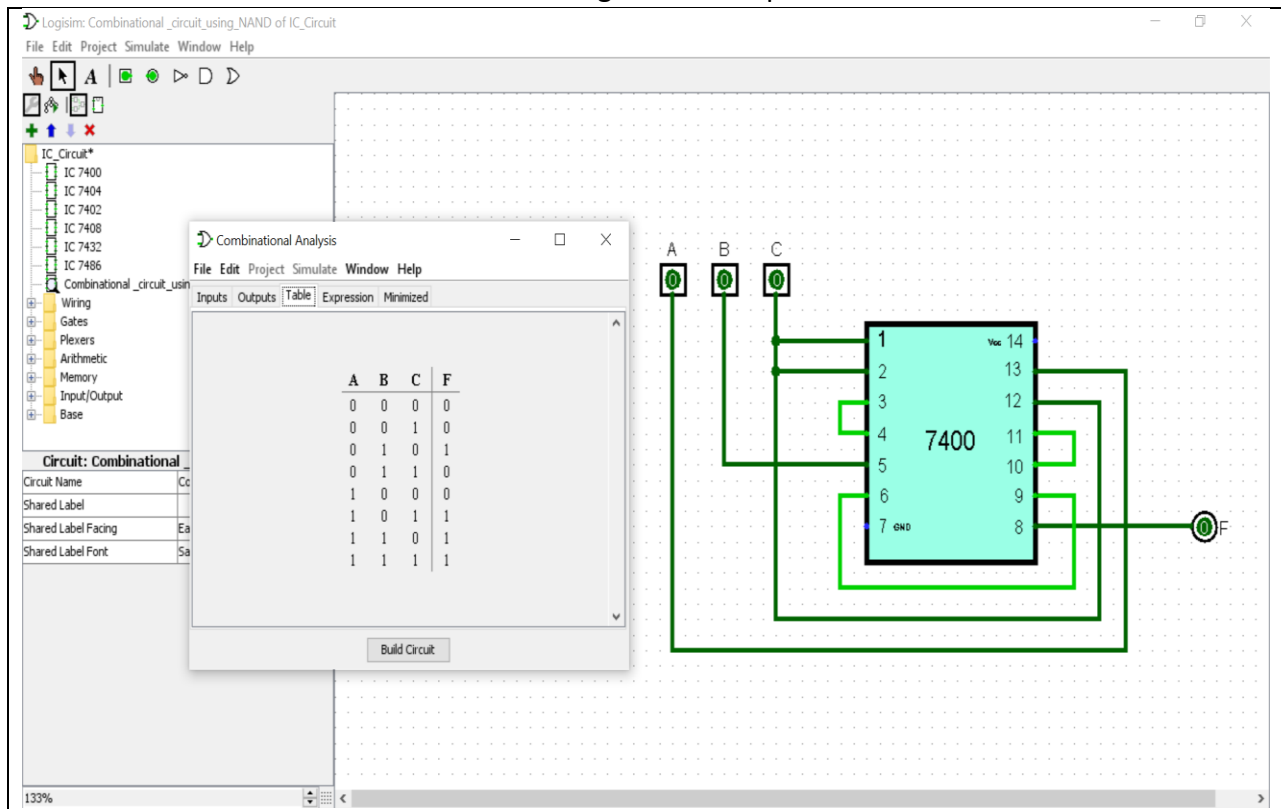 Logisim: Combinational _circuit_using_NAND of IC_Circuit
File Edit Project Simulate Window Help
A
IC_Circuit*
IC 7400
IC 7404
IC 7402
IC 7408
IC 7432
IC 7486
Combinational _circuit_usin
Wiring
Gates
Plexers
Arithmetic
Memory
Input/Output
Base
Circuit: Combinational _
Circuit Name Co
Shared Label
Shared Label Facing Ea
Shared Label Font Sa
133%
Combinational Analysis
File Edit Project Simulate Window Help
Inputs Outputs Table Expression Minimized
A B C F
0 0 0 0
0 0 1 0
0 1 0 1
0 1 1 0
1 0 0 0
1 0 1 1
1 1 0 1
1 1 1 1
Build Circuit
A B C
0 0 0
1 Vcc 14
2 13
3 12
4 7400 11
5 10
6 9
7 GND 8
0 F